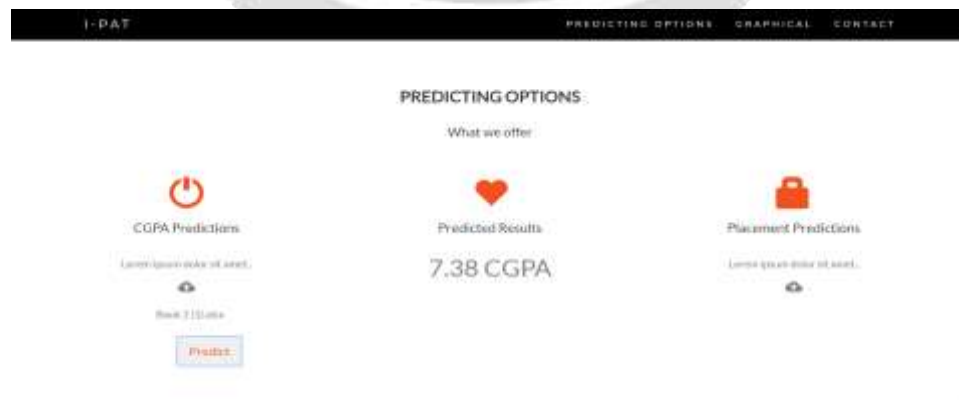 I-PAT
PREDICTING OPTIONS GRAPHICAL CONTACT
PREDICTING OPTIONS
What we offer
CGPA Predictions
Lorem ipsum dolor sit amet..
Predict
Predicted Results
7.38 CGPA
Placement Predictions
Lorem ipsum dolor sit amet..